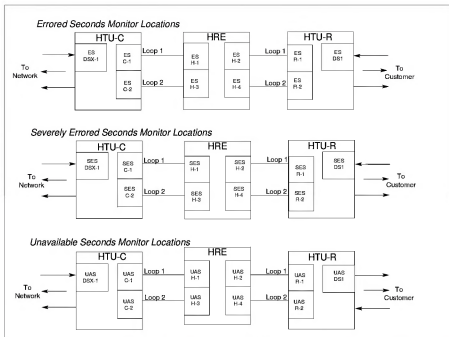 Errored Seconds Monitor Locations
HTU-C HRE HTU-R
ES DSX-1
ES C-1
Loop 1
ES H-1
ES H-2
Loop 1
ES R-1
ES DS1
To Network
To Customer
ES C-2
Loop 2
ES H-3
ES H-4
Loop 2
ES R-2
Severely Errored Seconds Monitor Locations
HTU-C HRE HTU-R
SES DSX-1
SES C-1
Loop 1
SES H-1
SES H-2
Loop 1
SES R-1
SES DS1
To Network
To Customer
SES C-2
Loop 2
SES H-3
SES H-4
Loop 2
SES R-2
Unavailable Seconds Monitor Locations
HTU-C HRE HTU-R
UAS DSX-1
UAS C-1
Loop 1
UAS H-1
UAS H-2
Loop 1
UAS R-1
UAS DS1
To Network
To Customer
UAS C-2
Loop 2
UAS H-3
UAS H-4
Loop 2
UAS R-2